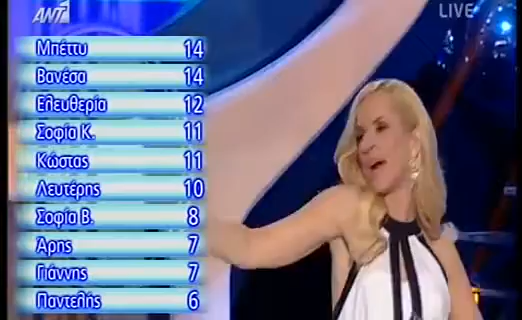 ANT1
LIVE
Μπέττυ 14
Βανέσα 14
Ελευθερία 12
Σοφία Κ. 11
Κώστας 11
Λευτέρης 10
Σοφία Β. 8
Άρης 7
Γιάννης 7
Παντελής 6